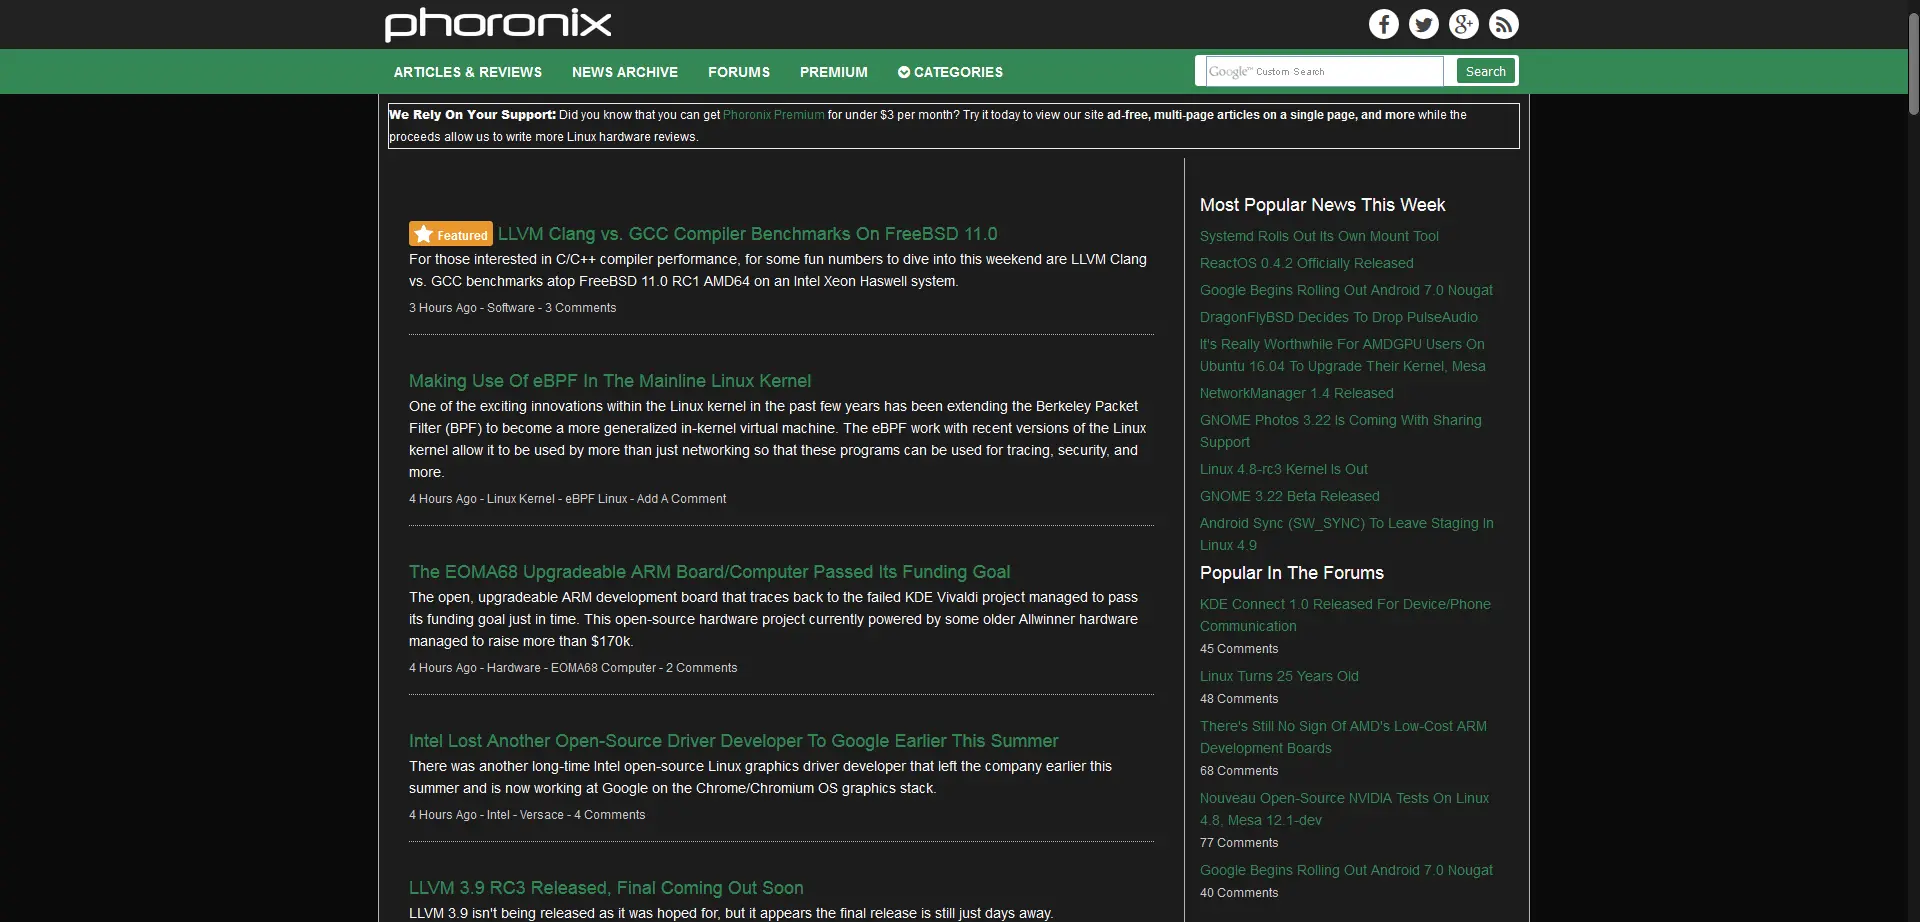 phoronix
ARTICLES & REVIEWS NEWS ARCHIVE FORUMS PREMIUM CATEGORIES
Google™ Custom Search Search
We Rely On Your Support: Did you know that you can get Phoronix Premium for under $3 per month? Try it today to view our site ad-free, multi-page articles on a single page, and more while the
proceeds allow us to write more Linux hardware reviews.
Featured LLVM Clang vs. GCC Compiler Benchmarks On FreeBSD 11.0
For those interested in C/C++ compiler performance, for some fun numbers to dive into this weekend are LLVM Clang
vs. GCC benchmarks atop FreeBSD 11.0 RC1 AMD64 on an Intel Xeon Haswell system.
3 Hours Ago - Software - 3 Comments
Making Use Of eBPF In The Mainline Linux Kernel
One of the exciting innovations within the Linux kernel in the past few years has been extending the Berkeley Packet
Filter (BPF) to become a more generalized in-kernel virtual machine. The eBPF work with recent versions of the Linux
kernel allow it to be used by more than just networking so that these programs can be used for tracing, security, and
more.
4 Hours Ago - Linux Kernel - eBPF Linux - Add A Comment
The EOMA68 Upgradeable ARM Board/Computer Passed Its Funding Goal
The open, upgradeable ARM development board that traces back to the failed KDE Vivaldi project managed to pass
its funding goal just in time. This open-source hardware project currently powered by some older Allwinner hardware
managed to raise more than $170k.
4 Hours Ago - Hardware - EOMA68 Computer - 2 Comments
Intel Lost Another Open-Source Driver Developer To Google Earlier This Summer
There was another long-time Intel open-source Linux graphics driver developer that left the company earlier this
summer and is now working at Google on the Chrome/Chromium OS graphics stack.
4 Hours Ago - Intel - Versace - 4 Comments
LLVM 3.9 RC3 Released, Final Coming Out Soon
LLVM 3.9 isn't being released as it was hoped for, but it appears the final release is still just days away.
Most Popular News This Week
Systemd Rolls Out Its Own Mount Tool
ReactOS 0.4.2 Officially Released
Google Begins Rolling Out Android 7.0 Nougat
DragonFlyBSD Decides To Drop PulseAudio
It's Really Worthwhile For AMDGPU Users On
Ubuntu 16.04 To Upgrade Their Kernel, Mesa
NetworkManager 1.4 Released
GNOME Photos 3.22 Is Coming With Sharing
Support
Linux 4.8-rc3 Kernel Is Out
GNOME 3.22 Beta Released
Android Sync (SW_SYNC) To Leave Staging In
Linux 4.9
Popular In The Forums
KDE Connect 1.0 Released For Device/Phone
Communication
45 Comments
Linux Turns 25 Years Old
48 Comments
There's Still No Sign Of AMD's Low-Cost ARM
Development Boards
68 Comments
Nouveau Open-Source NVIDIA Tests On Linux
4.8, Mesa 12.1-dev
77 Comments
Google Begins Rolling Out Android 7.0 Nougat
40 Comments